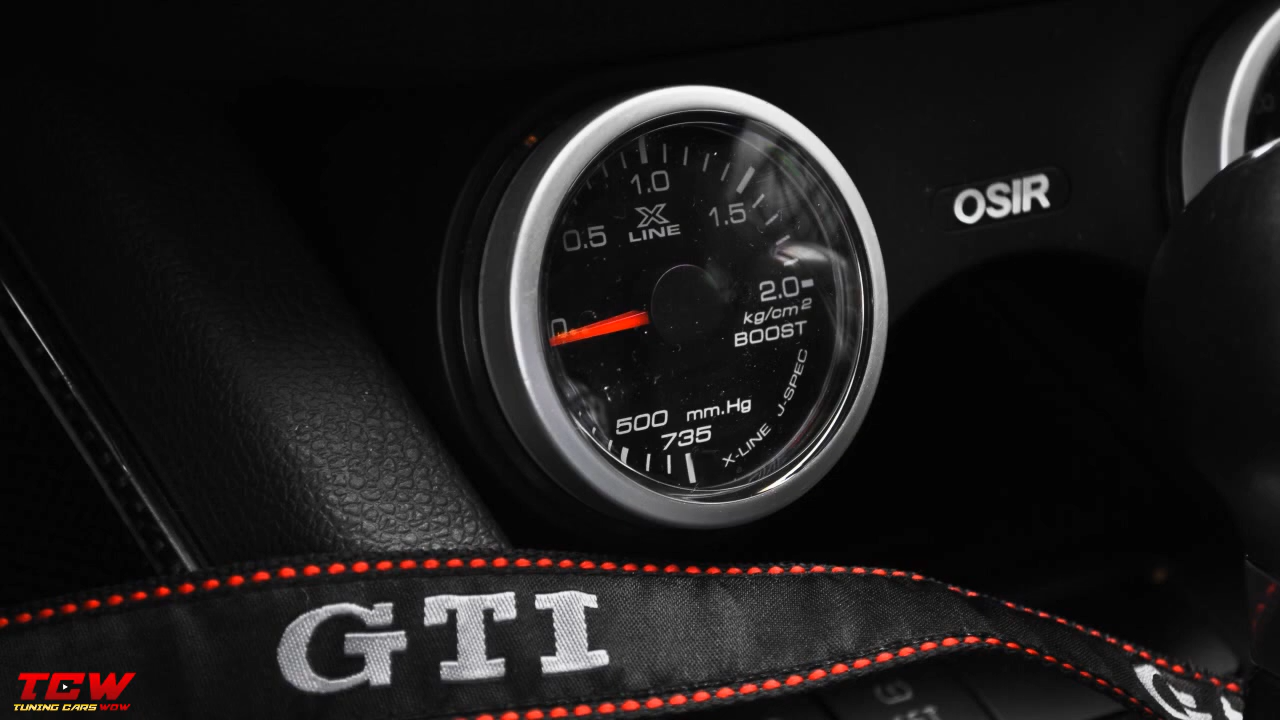 1.0
0.5
1.5
X
LINE
2.0
kg/cm²
BOOST
0
500 mm.Hg
735
X-LINE J-SPEC
OSIR
GTI
TCW
TUNING CARS WOW